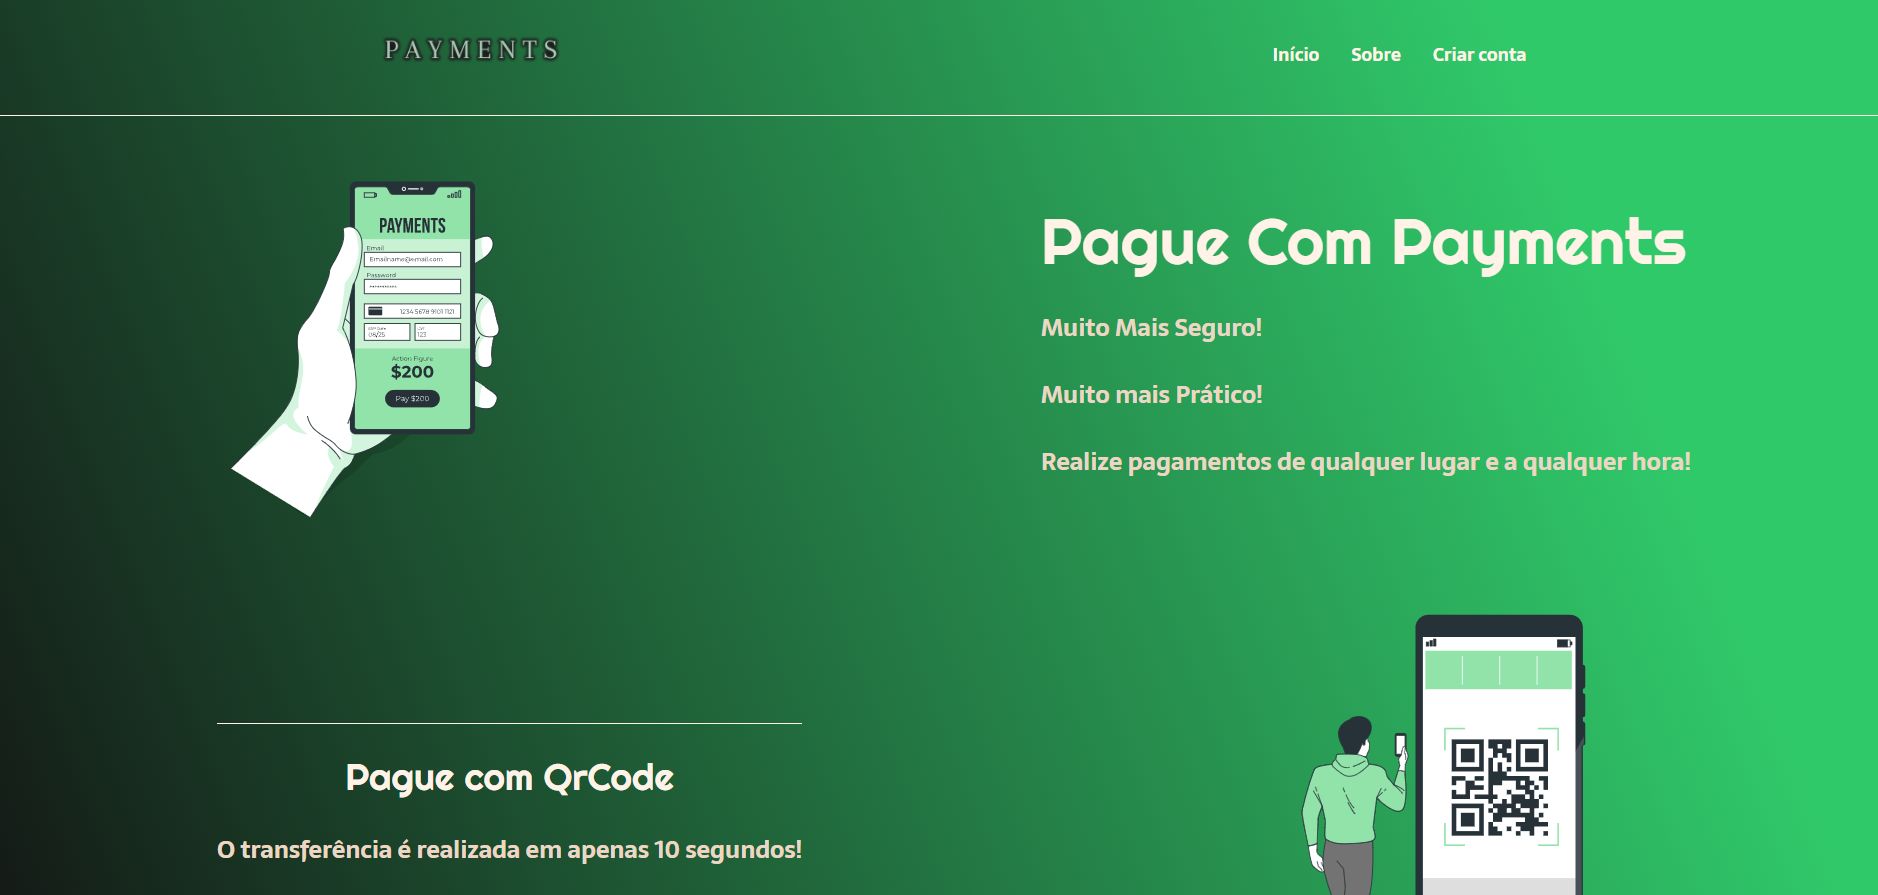 PAYMENTS
Início Sobre Criar conta
PAYMENTS
Email
Emailname@email.com
Password
***********
1234 5678 9101 1121
08/25 123
Action Figure
$200
Pay $200
Pague Com Payments
Muito Mais Seguro!
Muito mais Prático!
Realize pagamentos de qualquer lugar e a qualquer hora!
Pague com QrCode
O transferência é realizada em apenas 10 segundos!